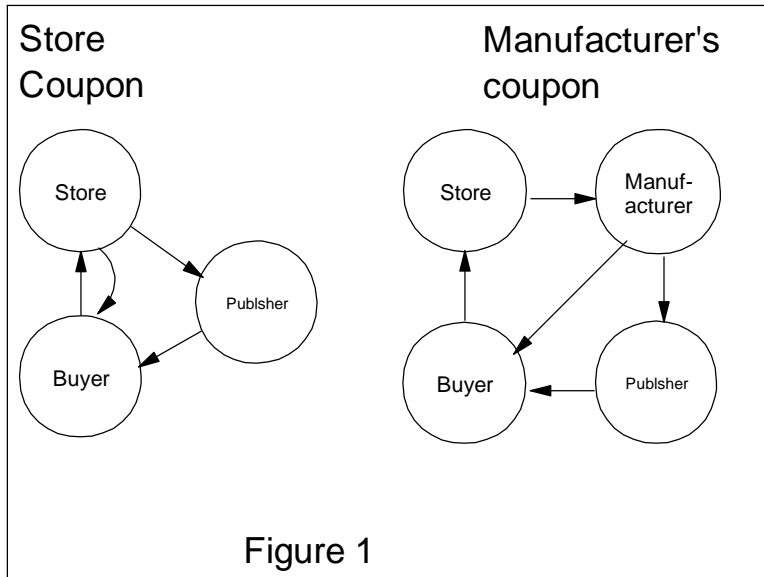 Store
Coupon
Store
Publsher
Buyer
Manufacturer's
coupon
Store
Manuf-
acturer
Buyer
Publsher
Figure 1